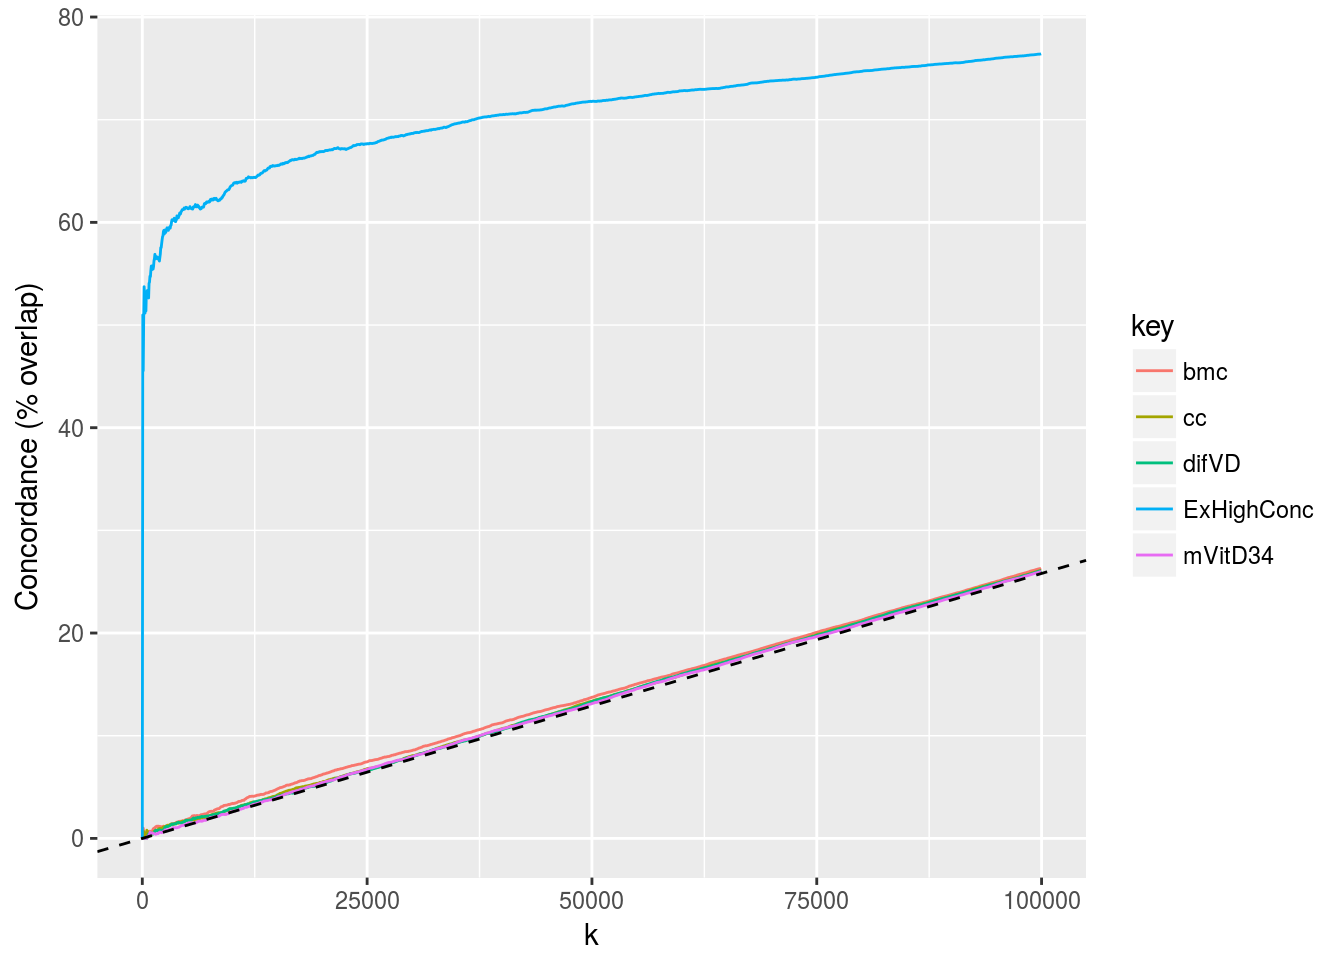 80
60
40
20
0
Concordance (% overlap)
0
25000
50000
75000
100000
k
key
bmc
cc
difVD
ExHighConc
mVitD34